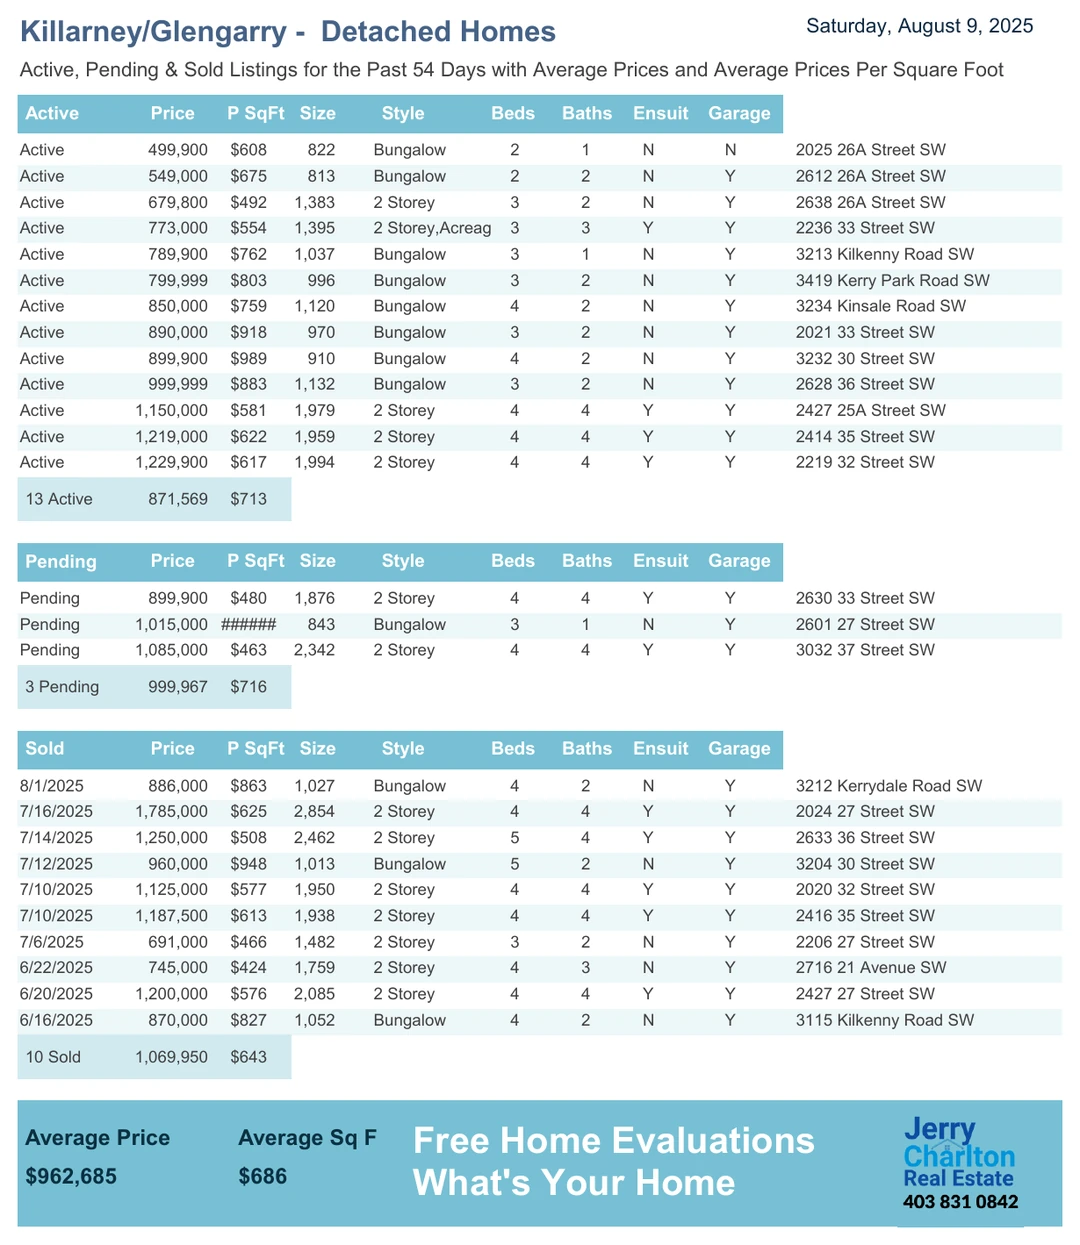 Killarney/Glengarry -  Detached Homes
Saturday, August 9, 2025
Active, Pending & Sold Listings for the Past 54 Days with Average Prices and Average Prices Per Square Foot
Active Price P SqFt Size Style Beds Baths Ensuit Garage
Active 499,900 $608 822 Bungalow 2 1 N N 2025 26A Street SW
Active 549,000 $675 813 Bungalow 2 2 N Y 2612 26A Street SW
Active 679,800 $492 1,383 2 Storey 3 2 N Y 2638 26A Street SW
Active 773,000 $554 1,395 2 Storey,Acreag 3 3 Y Y 2236 33 Street SW
Active 789,900 $762 1,037 Bungalow 3 1 N Y 3213 Kilkenny Road SW
Active 799,999 $803 996 Bungalow 3 2 N Y 3419 Kerry Park Road SW
Active 850,000 $759 1,120 Bungalow 4 2 N Y 3234 Kinsale Road SW
Active 890,000 $918 970 Bungalow 3 2 N Y 2021 33 Street SW
Active 899,900 $989 910 Bungalow 4 2 N Y 3232 30 Street SW
Active 999,999 $883 1,132 Bungalow 3 2 N Y 2628 36 Street SW
Active 1,150,000 $581 1,979 2 Storey 4 4 Y Y 2427 25A Street SW
Active 1,219,000 $622 1,959 2 Storey 4 4 Y Y 2414 35 Street SW
Active 1,229,900 $617 1,994 2 Storey 4 4 Y Y 2219 32 Street SW
13 Active 871,569 $713
Pending Price P SqFt Size Style Beds Baths Ensuit Garage
Pending 899,900 $480 1,876 2 Storey 4 4 Y Y 2630 33 Street SW
Pending 1,015,000 ###### 843 Bungalow 3 1 N Y 2601 27 Street SW
Pending 1,085,000 $463 2,342 2 Storey 4 4 Y Y 3032 37 Street SW
3 Pending 999,967 $716
Sold Price P SqFt Size Style Beds Baths Ensuit Garage
8/1/2025 886,000 $863 1,027 Bungalow 4 2 N Y 3212 Kerrydale Road SW
7/16/2025 1,785,000 $625 2,854 2 Storey 4 4 Y Y 2024 27 Street SW
7/14/2025 1,250,000 $508 2,462 2 Storey 5 4 Y Y 2633 36 Street SW
7/12/2025 960,000 $948 1,013 Bungalow 5 2 N Y 3204 30 Street SW
7/10/2025 1,125,000 $577 1,950 2 Storey 4 4 Y Y 2020 32 Street SW
7/10/2025 1,187,500 $613 1,938 2 Storey 4 4 Y Y 2416 35 Street SW
7/6/2025 691,000 $466 1,482 2 Storey 3 2 N Y 2206 27 Street SW
6/22/2025 745,000 $424 1,759 2 Storey 4 3 N Y 2716 21 Avenue SW
6/20/2025 1,200,000 $576 2,085 2 Storey 4 4 Y Y 2427 27 Street SW
6/16/2025 870,000 $827 1,052 Bungalow 4 2 N Y 3115 Kilkenny Road SW
10 Sold 1,069,950 $643
Average Price Average Sq F
$962,685 $686
Free Home Evaluations
What's Your Home
Jerry
Charlton
Real Estate
403 831 0842